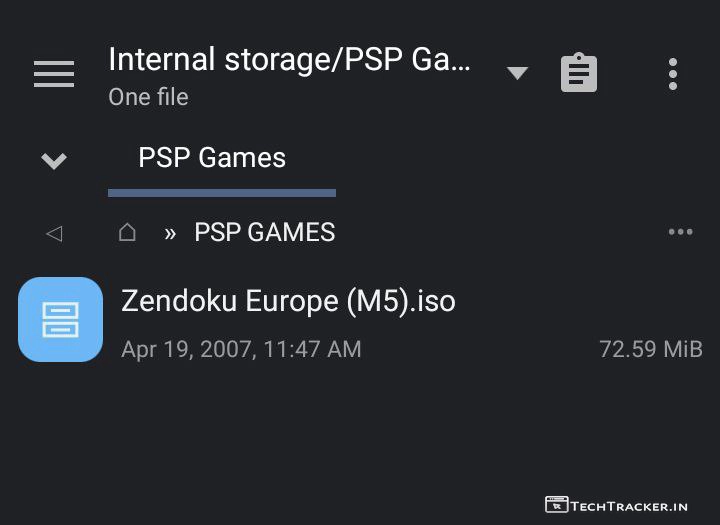 Internal storage/PSP Ga...
One file
PSP Games
» PSP GAMES
Zendoku Europe (M5).iso
Apr 19, 2007, 11:47 AM 72.59 MiB
TECHTRACKER.IN